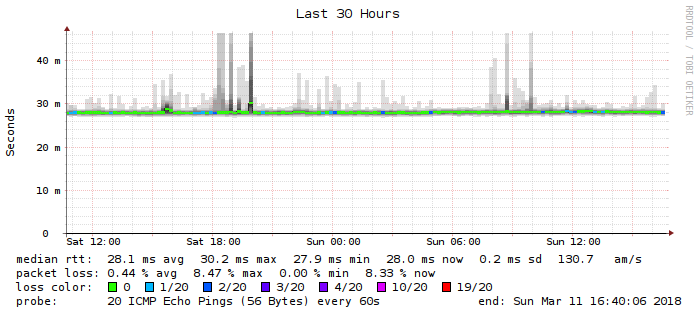 Last 30 Hours
RRDTOOL / TOBI OETIKER
Seconds
40 m
30 m
20 m
10 m
0
Sat 12:00 Sat 18:00 Sun 00:00 Sun 06:00 Sun 12:00
median rtt: 28.1 ms avg 30.2 ms max 27.9 ms min 28.0 ms now 0.2 ms sd 130.7 am/s
packet loss: 0.44 % avg 8.47 % max 0.00 % min 8.33 % now
loss color: 0 1/20 2/20 3/20 4/20 10/20 19/20
probe: 20 ICMP Echo Pings (56 Bytes) every 60s end: Sun Mar 11 16:40:06 2018